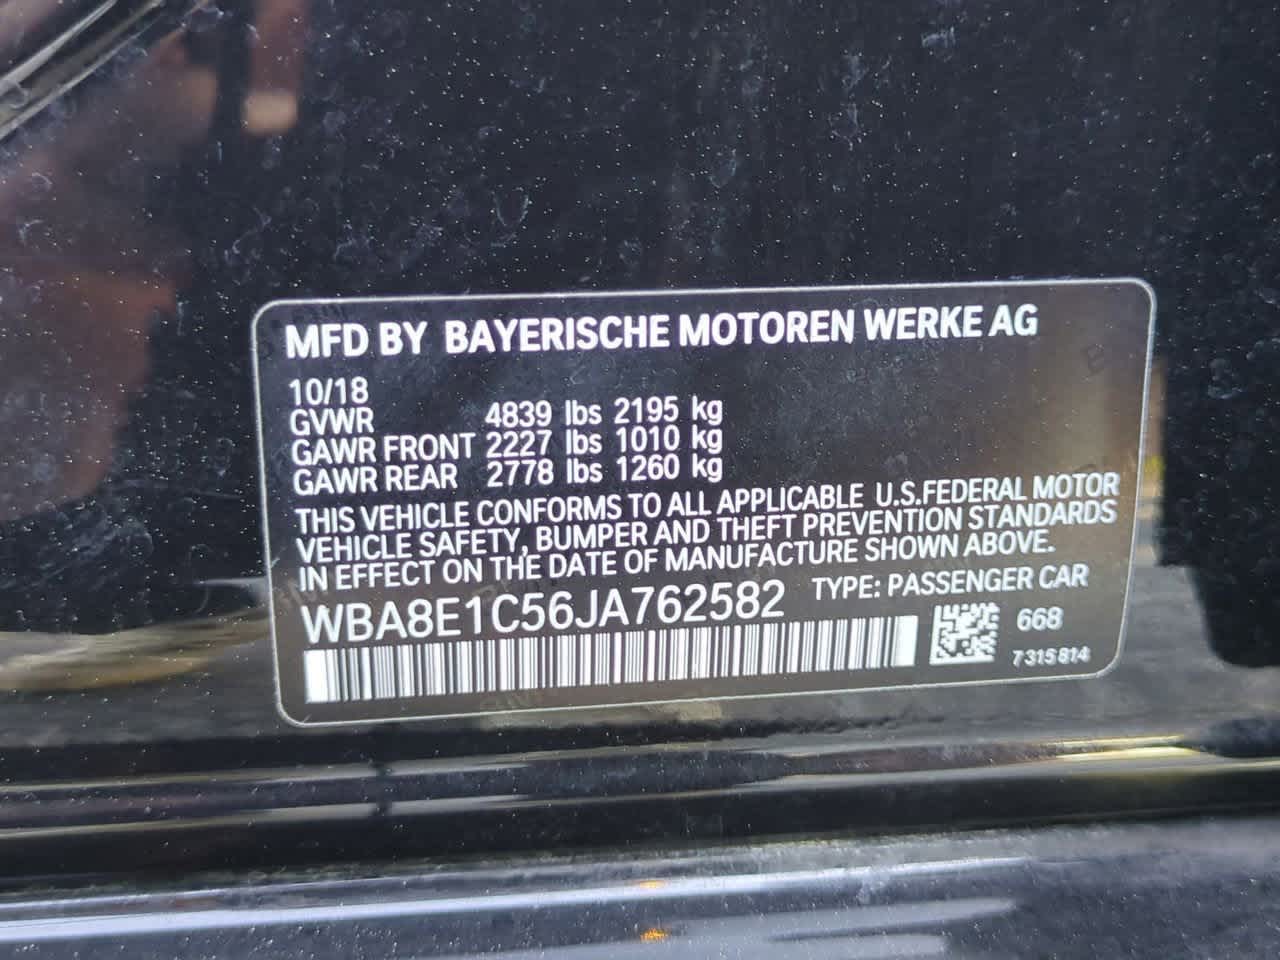 MFD BY BAYERISCHE MOTOREN WERKE AG
10/18
GVWR 4839 lbs 2195 kg
GAWR FRONT 2227 lbs 1010 kg
GAWR REAR 2778 lbs 1260 kg
THIS VEHICLE CONFORMS TO ALL APPLICABLE U.S.FEDERAL MOTOR
VEHICLE SAFETY, BUMPER AND THEFT PREVENTION STANDARDS
IN EFFECT ON THE DATE OF MANUFACTURE SHOWN ABOVE.
WBA8E1C56JA762582 TYPE: PASSENGER CAR
668
7315814